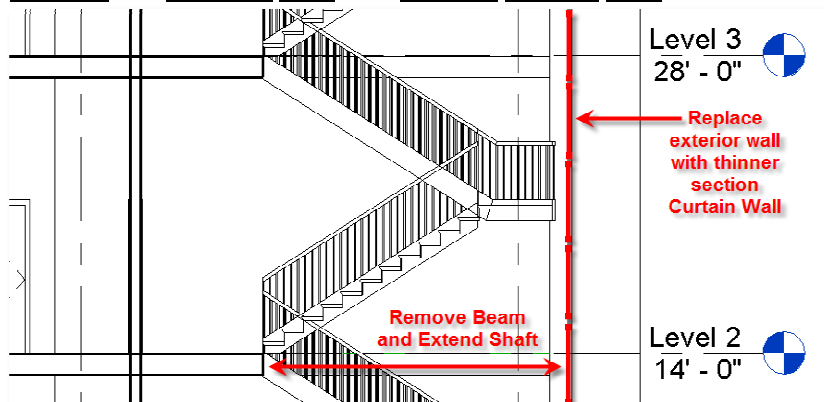 Level 3
28' - 0"
Replace
exterior wall
with thinner
section
Curtain Wall
Remove Beam
and Extend Shaft
Level 2
14' - 0"